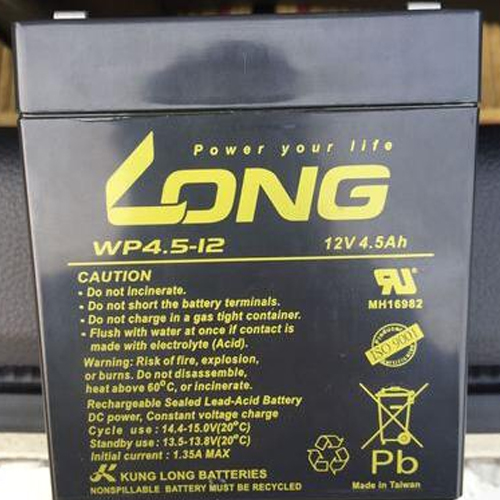 Power your life
LONG
WP4.5-12 12V 4.5Ah
CAUTION
• Do not incinerate.
• Do not short the battery terminals.
• Do not charge in a gas tight container.
• Flush with water at once if contact is
made with electrolyte (Acid).
MH16982
ISO 9001
Warning: Risk of fire, explosion,
or burns. Do not disassemble,
heat above 60°C, or incinerate.
Rechargeable Sealed Lead-Acid Battery
DC power, Constant voltage charge
Cycle use: 14.4-15.0V(20°C)
Standby use: 13.5-13.8V(20°C)
Initial current: 1.35A MAX
KUNG LONG BATTERIES
NONSPILLABLE BATTERY MUST BE RECYCLED
Pb
Made in Taiwan